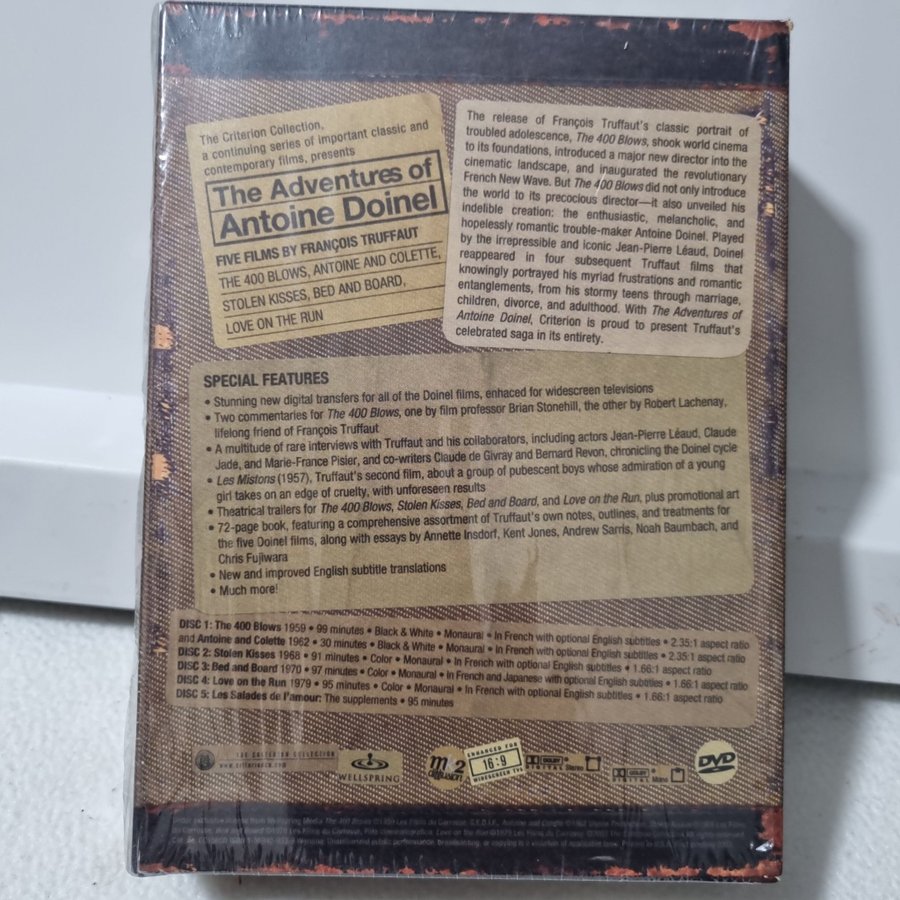 The Criterion Collection,
a continuing series of important classic and
contemporary films, presents
The Adventures of
Antoine Doinel
FIVE FILMS BY FRANÇOIS TRUFFAUT
THE 400 BLOWS, ANTOINE AND COLETTE,
STOLEN KISSES, BED AND BOARD,
LOVE ON THE RUN
The release of François Truffaut's classic portrait of
troubled adolescence, The 400 Blows, shook world cinema
to its foundations, introduced a major new director into the
cinematic landscape, and inaugurated the revolutionary
French New Wave. But The 400 Blows did not only introduce
the world to its precocious director—it also unveiled his
indelible creation: the enthusiastic, melancholic, and
hopelessly romantic trouble-maker Antoine Doinel. Played
by the irrepressible and iconic Jean-Pierre Léaud, Doinel
reappeared in four subsequent Truffaut films that
knowingly portrayed his myriad frustrations and romantic
entanglements, from his stormy teens through marriage,
children, divorce, and adulthood. With The Adventures of
Antoine Doinel, Criterion is proud to present Truffaut's
celebrated saga in its entirety.
SPECIAL FEATURES
• Stunning new digital transfers for all of the Doinel films, enhaced for widescreen televisions
• Two commentaries for The 400 Blows, one by film professor Brian Stonehill, the other by Robert Lachenay,
lifelong friend of François Truffaut
• A multitude of rare interviews with Truffaut and his collaborators, including actors Jean-Pierre Léaud, Claude
Jade, and Marie-France Pisier, and co-writers Claude de Givray and Bernard Revon, chronicling the Doinel cycle
• Les Mistons (1957), Truffaut's second film, about a group of pubescent boys whose admiration of a young
girl takes on an edge of cruelty, with unforeseen results
• Theatrical trailers for The 400 Blows, Stolen Kisses, Bed and Board, and Love on the Run, plus promotional art
• 72-page book, featuring a comprehensive assortment of Truffaut's own notes, outlines, and treatments for
the five Doinel films, along with essays by Annette Insdorf, Kent Jones, Andrew Sarris, Noah Baumbach, and
Chris Fujiwara
• New and improved English subtitle translations
• Much more!
DISC 1: The 400 Blows 1959 • 99 minutes • Black & White • Monaural • In French with optional English subtitles • 2.35:1 aspect ratio
and Antoine and Colette 1962 • 30 minutes • Black & White • Monaural • In French with optional English subtitles • 2.35:1 aspect ratio
DISC 2: Stolen Kisses 1968 • 91 minutes • Color • Monaural • In French with optional English subtitles • 1.66:1 aspect ratio
DISC 3: Bed and Board 1970 • 97 minutes • Color • Monaural • In French and Japanese with optional English subtitles • 1.66:1 aspect ratio
DISC 4: Love on the Run 1979 • 95 minutes • Color • Monaural • In French with optional English subtitles • 1.66:1 aspect ratio
DISC 5: Les Salades de l'amour: The supplements • 95 minutes
THE CRITERION COLLECTION
www.criterionco.com
WELLSPRING
mk2
diffusion
ENHANCED FOR
16:9
WIDESCREEN TVs
DOLBY
DIGITAL Stereo
DOLBY
DIGITAL Mono
DVD